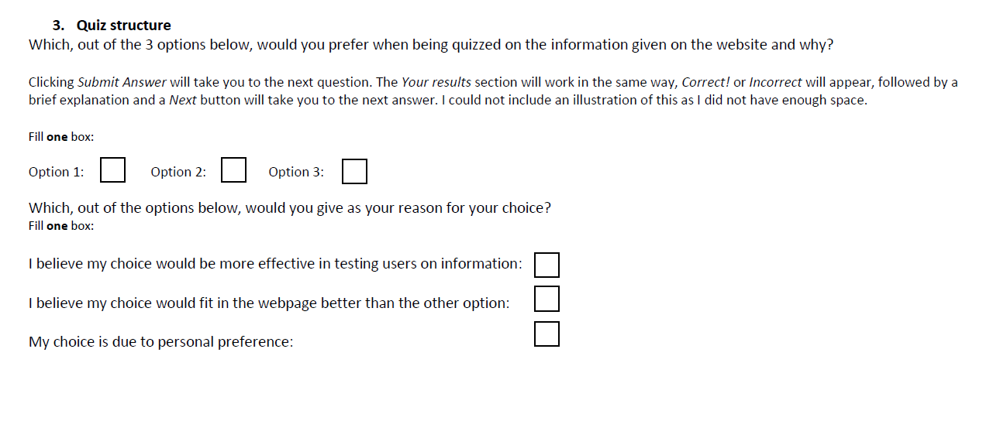 3. Quiz structure
Which, out of the 3 options below, would you prefer when being quizzed on the information given on the website and why?
Clicking Submit Answer will take you to the next question. The Your results section will work in the same way, Correct! or Incorrect will appear, followed by a
brief explanation and a Next button will take you to the next answer. I could not include an illustration of this as I did not have enough space.
Fill one box:
Option 1: Option 2: Option 3:
Which, out of the options below, would you give as your reason for your choice?
Fill one box:
I believe my choice would be more effective in testing users on information:
I believe my choice would fit in the webpage better than the other option:
My choice is due to personal preference: